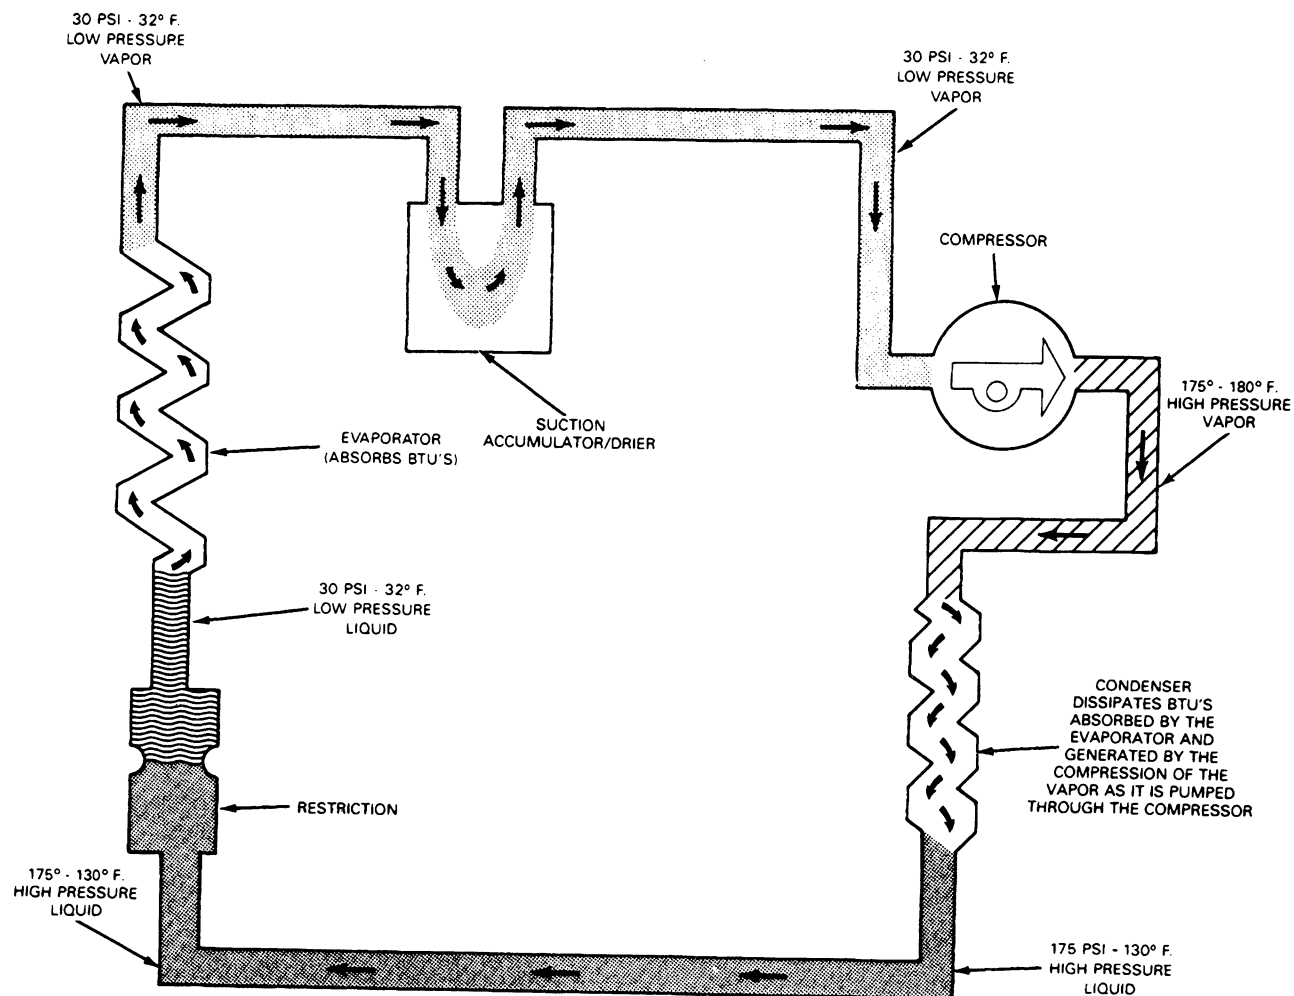 30 PSI - 32° F.
LOW PRESSURE
VAPOR
30 PSI - 32° F.
LOW PRESSURE
VAPOR
COMPRESSOR
175° - 180° F.
HIGH PRESSURE
VAPOR
SUCTION
ACCUMULATOR/DRIER
EVAPORATOR
(ABSORBS BTU'S)
30 PSI - 32° F.
LOW PRESSURE
LIQUID
CONDENSER
DISSIPATES BTU'S
ABSORBED BY THE
EVAPORATOR AND
GENERATED BY THE
COMPRESSION OF THE
VAPOR AS IT IS PUMPED
THROUGH THE COMPRESSOR
RESTRICTION
175° - 130° F.
HIGH PRESSURE
LIQUID
175 PSI - 130° F.
HIGH PRESSURE
LIQUID